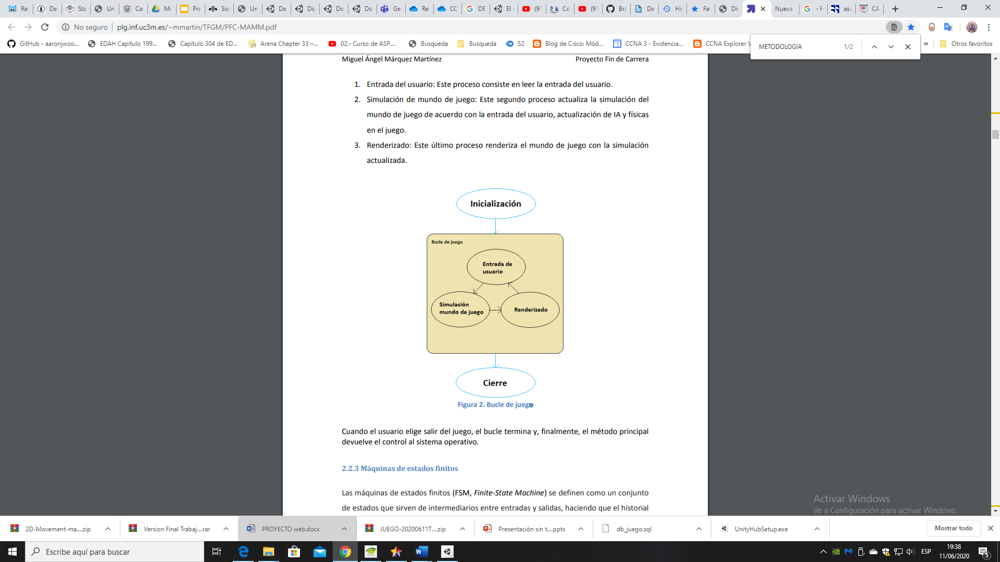 Rei
De
Sta
Un
Ca
Mi
Pre
So
Un
De
Do
Do
Do
Ge
Re
CC
DE
El
(91
Co
(91
Bra
De
His
Fav
Dis
Nueva
- F
ass
CA
No seguro
plg.inf.uc3m.es/~mmartin/TFGM/PFC-MAMM.pdf
GitHub - aaronjwoo...
EDAH Capítulo 199...
Capítulo 304 de ED...
Arena Chapter 33 –...
02.- Curso de ASP....
Busqueda
Busqueda
S2
Blog de Cisco: Mód...
CCNA 3 - Evidencia...
CCNA Explorer
Otros favoritos
METODOLOGIA 1/2
Miguel Ángel Márquez Martínez Proyecto Fin de Carrera
1. Entrada del usuario: Este proceso consiste en leer la entrada del usuario.
2. Simulación de mundo de juego: Este segundo proceso actualiza la simulación del
mundo de juego de acuerdo con la entrada del usuario, actualización de IA y físicas
en el juego.
3. Renderizado: Este último proceso renderiza el mundo de juego con la simulación
actualizada.
Inicialización
Bucle de juego
Entrada de
usuario
Simulación
mundo de juego
Renderizado
Cierre
Figura 2. Bucle de juego
Cuando el usuario elige salir del juego, el bucle termina y, finalmente, el método principal
devuelve el control al sistema operativo.
2.2.3 Máquinas de estados finitos
Las máquinas de estados finitos (FSM, Finite-State Machine) se definen como un conjunto
de estados que sirven de intermediarios entre entradas y salidas, haciendo que el historial
Activar Windows
Ve a Configuración para activar Windows.
2D-Movement-ma....zip
Version Final Trabaj....rar
PROYECTO web.docx
JUEGO-20200611T....zip
Presentación sin t....pptx
db_juego.sql
UnityHubSetup.exe
Mostrar todo
Escribe aquí para buscar
ESP
19:38
11/06/2020
5